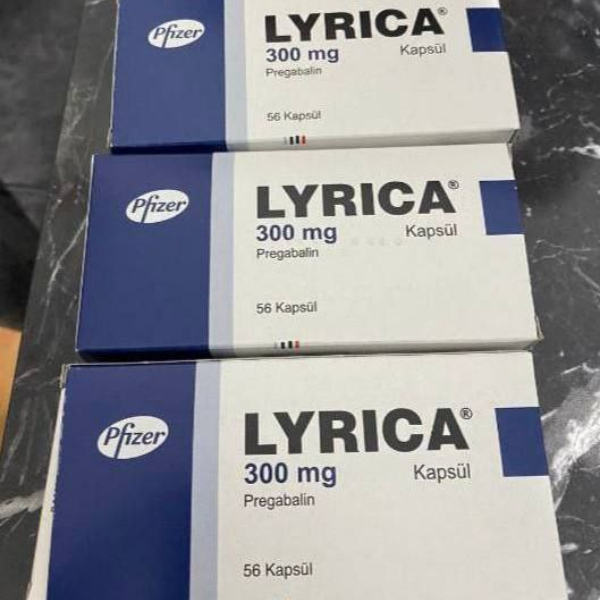 Pfizer
LYRICA®
300 mg Kapsül
Pregabalin
56 Kapsül
Pfizer
LYRICA®
300 mg Kapsül
Pregabalin
56 Kapsül
Pfizer
LYRICA®
300 mg Kapsül
Pregabalin
56 Kapsül